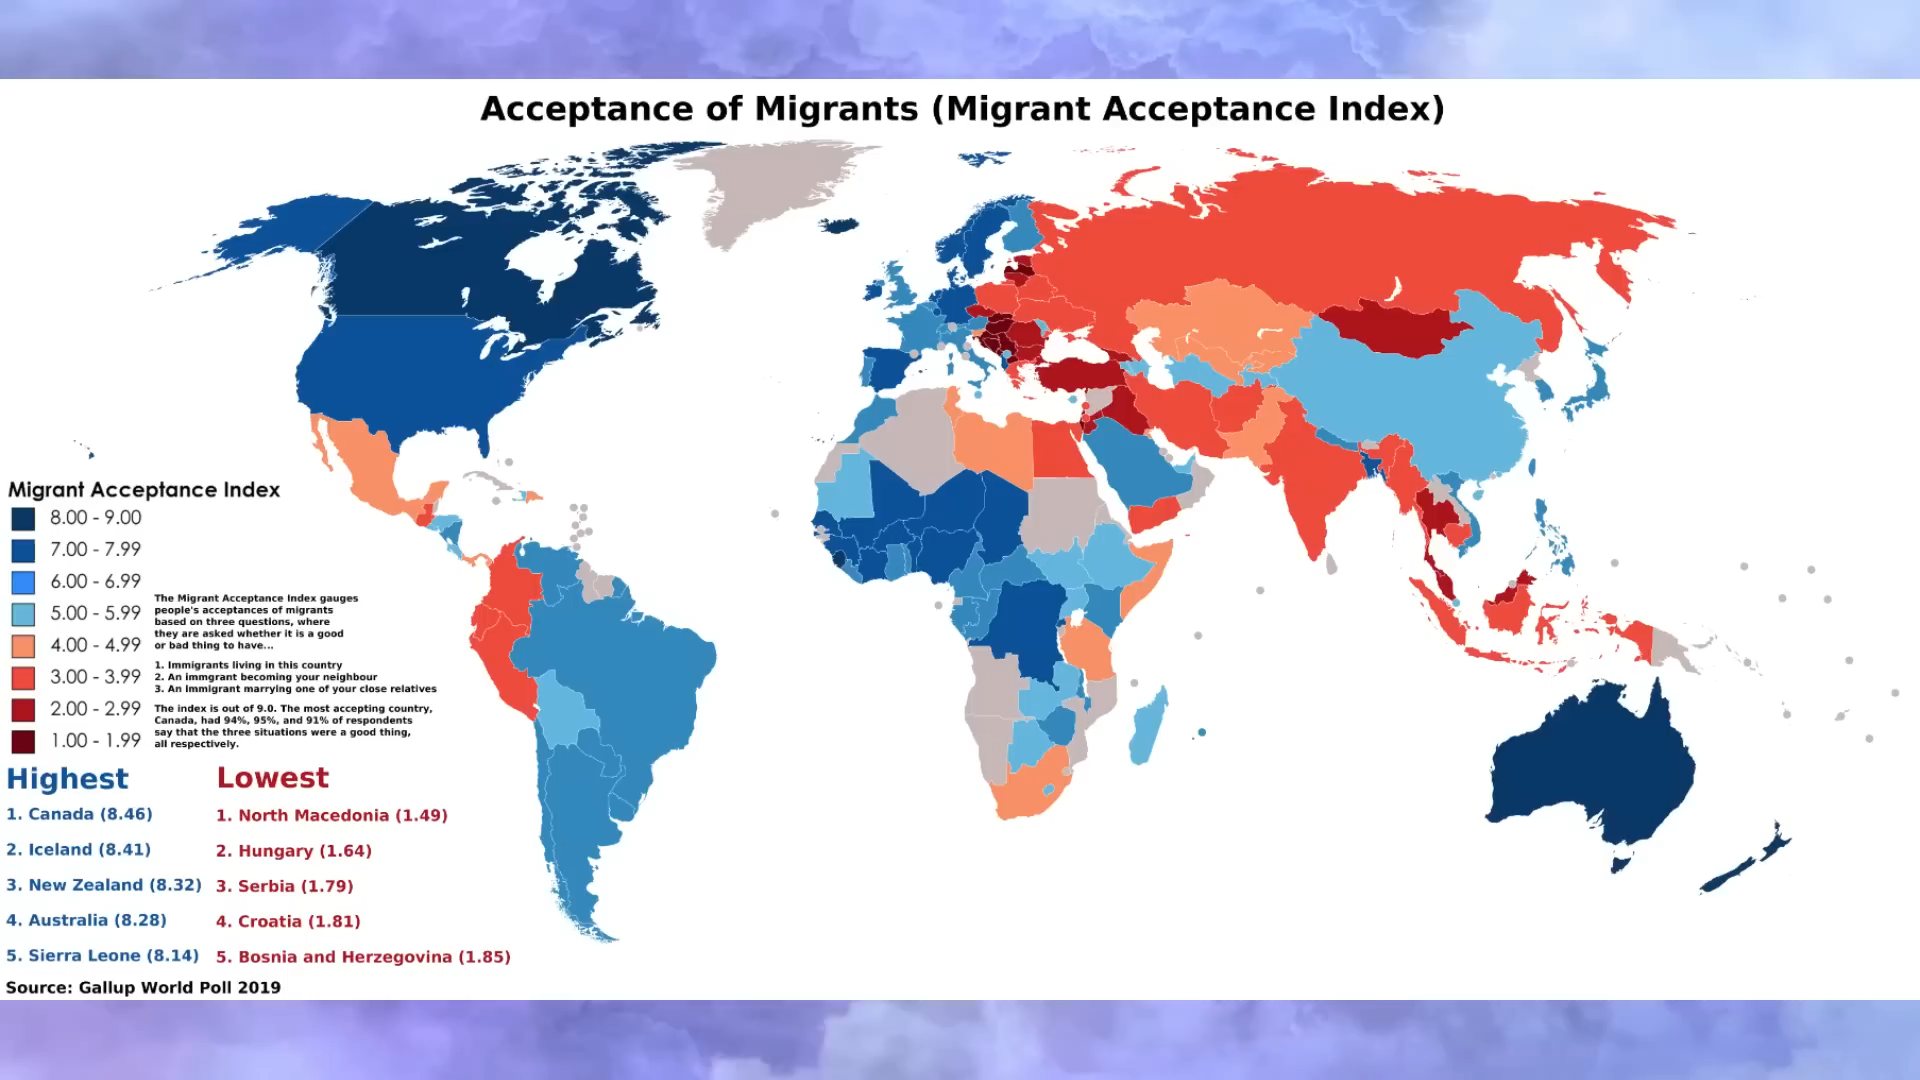 Acceptance of Migrants (Migrant Acceptance Index)
Migrant Acceptance Index
8.00 - 9.00
7.00 - 7.99
6.00 - 6.99
5.00 - 5.99
4.00 - 4.99
3.00 - 3.99
2.00 - 2.99
1.00 - 1.99
The Migrant Acceptance Index gauges
people's acceptances of migrants
based on three questions, where
they are asked whether it is a good
or bad thing to have...
1. Immigrants living in this country
2. An immgrant becoming your neighbour
3. An immigrant marrying one of your close relatives
The index is out of 9.0. The most accepting country,
Canada, had 94%, 95%, and 91% of respondents
say that the three situations were a good thing,
all respectively.
Highest
1. Canada (8.46)
2. Iceland (8.41)
3. New Zealand (8.32)
4. Australia (8.28)
5. Sierra Leone (8.14)
Lowest
1. North Macedonia (1.49)
2. Hungary (1.64)
3. Serbia (1.79)
4. Croatia (1.81)
5. Bosnia and Herzegovina (1.85)
Source: Gallup World Poll 2019